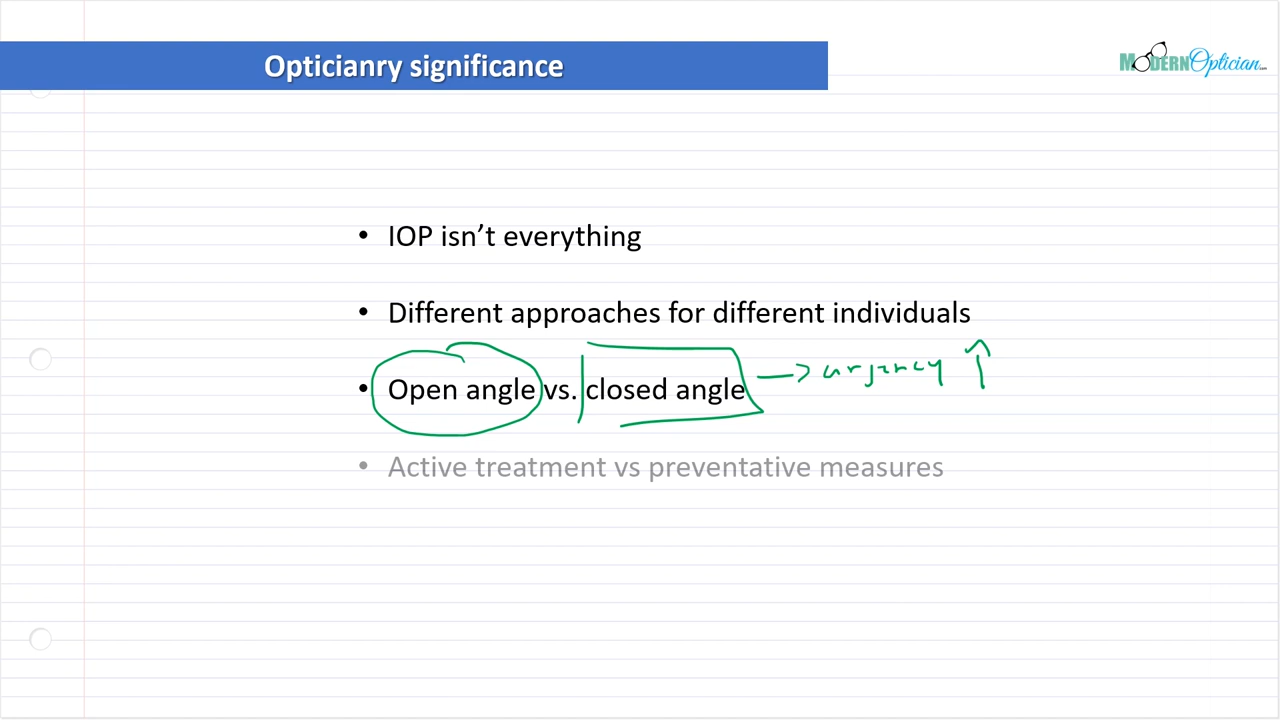 Opticianry significance
MODERNOptician.com
• IOP isn’t everything
• Different approaches for different individuals
• Open angle vs. closed angle → urgency ↑
• Active treatment vs preventative measures